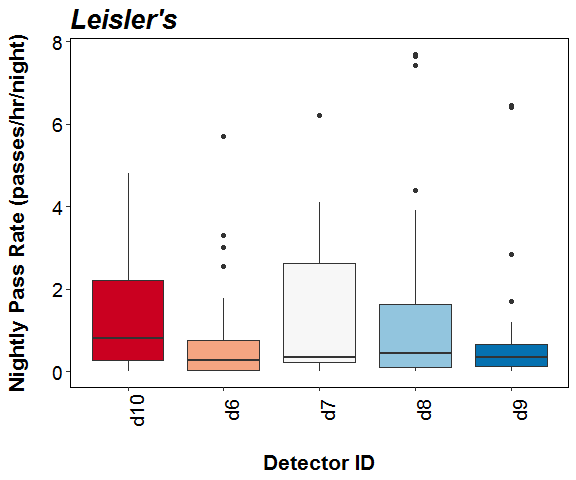 Leisler's
Nightly Pass Rate (passes/hr/night)
8
6
4
2
0
d10
d6
d7
d8
d9
Detector ID